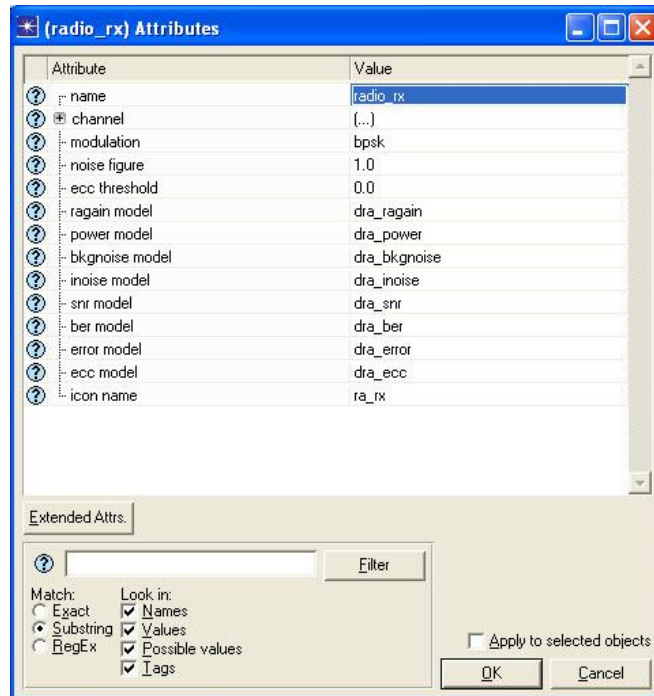 (radio_rx) Attributes
Attribute Value
name radio_rx
channel (...)
modulation bpsk
noise figure 1.0
ecc threshold 0.0
ragain model dra_ragain
power model dra_power
bkgnoise model dra_bkgnoise
inoise model dra_inoise
snr model dra_snr
ber model dra_ber
error model dra_error
ecc model dra_ecc
icon name ra_rx
Extended Attrs.
Filter
Match: Look in:
Exact Names
Substring Values
RegEx Possible values
Tags
Apply to selected objects
OK Cancel